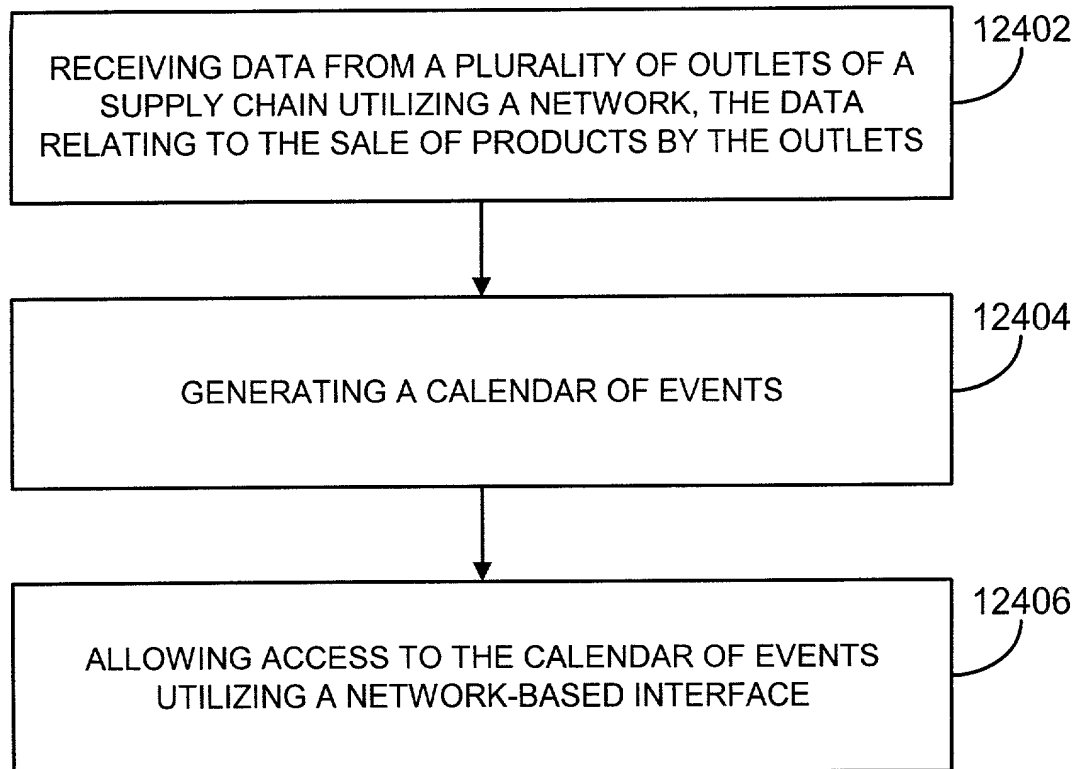 12402
RECEIVING DATA FROM A PLURALITY OF OUTLETS OF A
SUPPLY CHAIN UTILIZING A NETWORK, THE DATA
RELATING TO THE SALE OF PRODUCTS BY THE OUTLETS
12404
GENERATING A CALENDAR OF EVENTS
12406
ALLOWING ACCESS TO THE CALENDAR OF EVENTS
UTILIZING A NETWORK-BASED INTERFACE